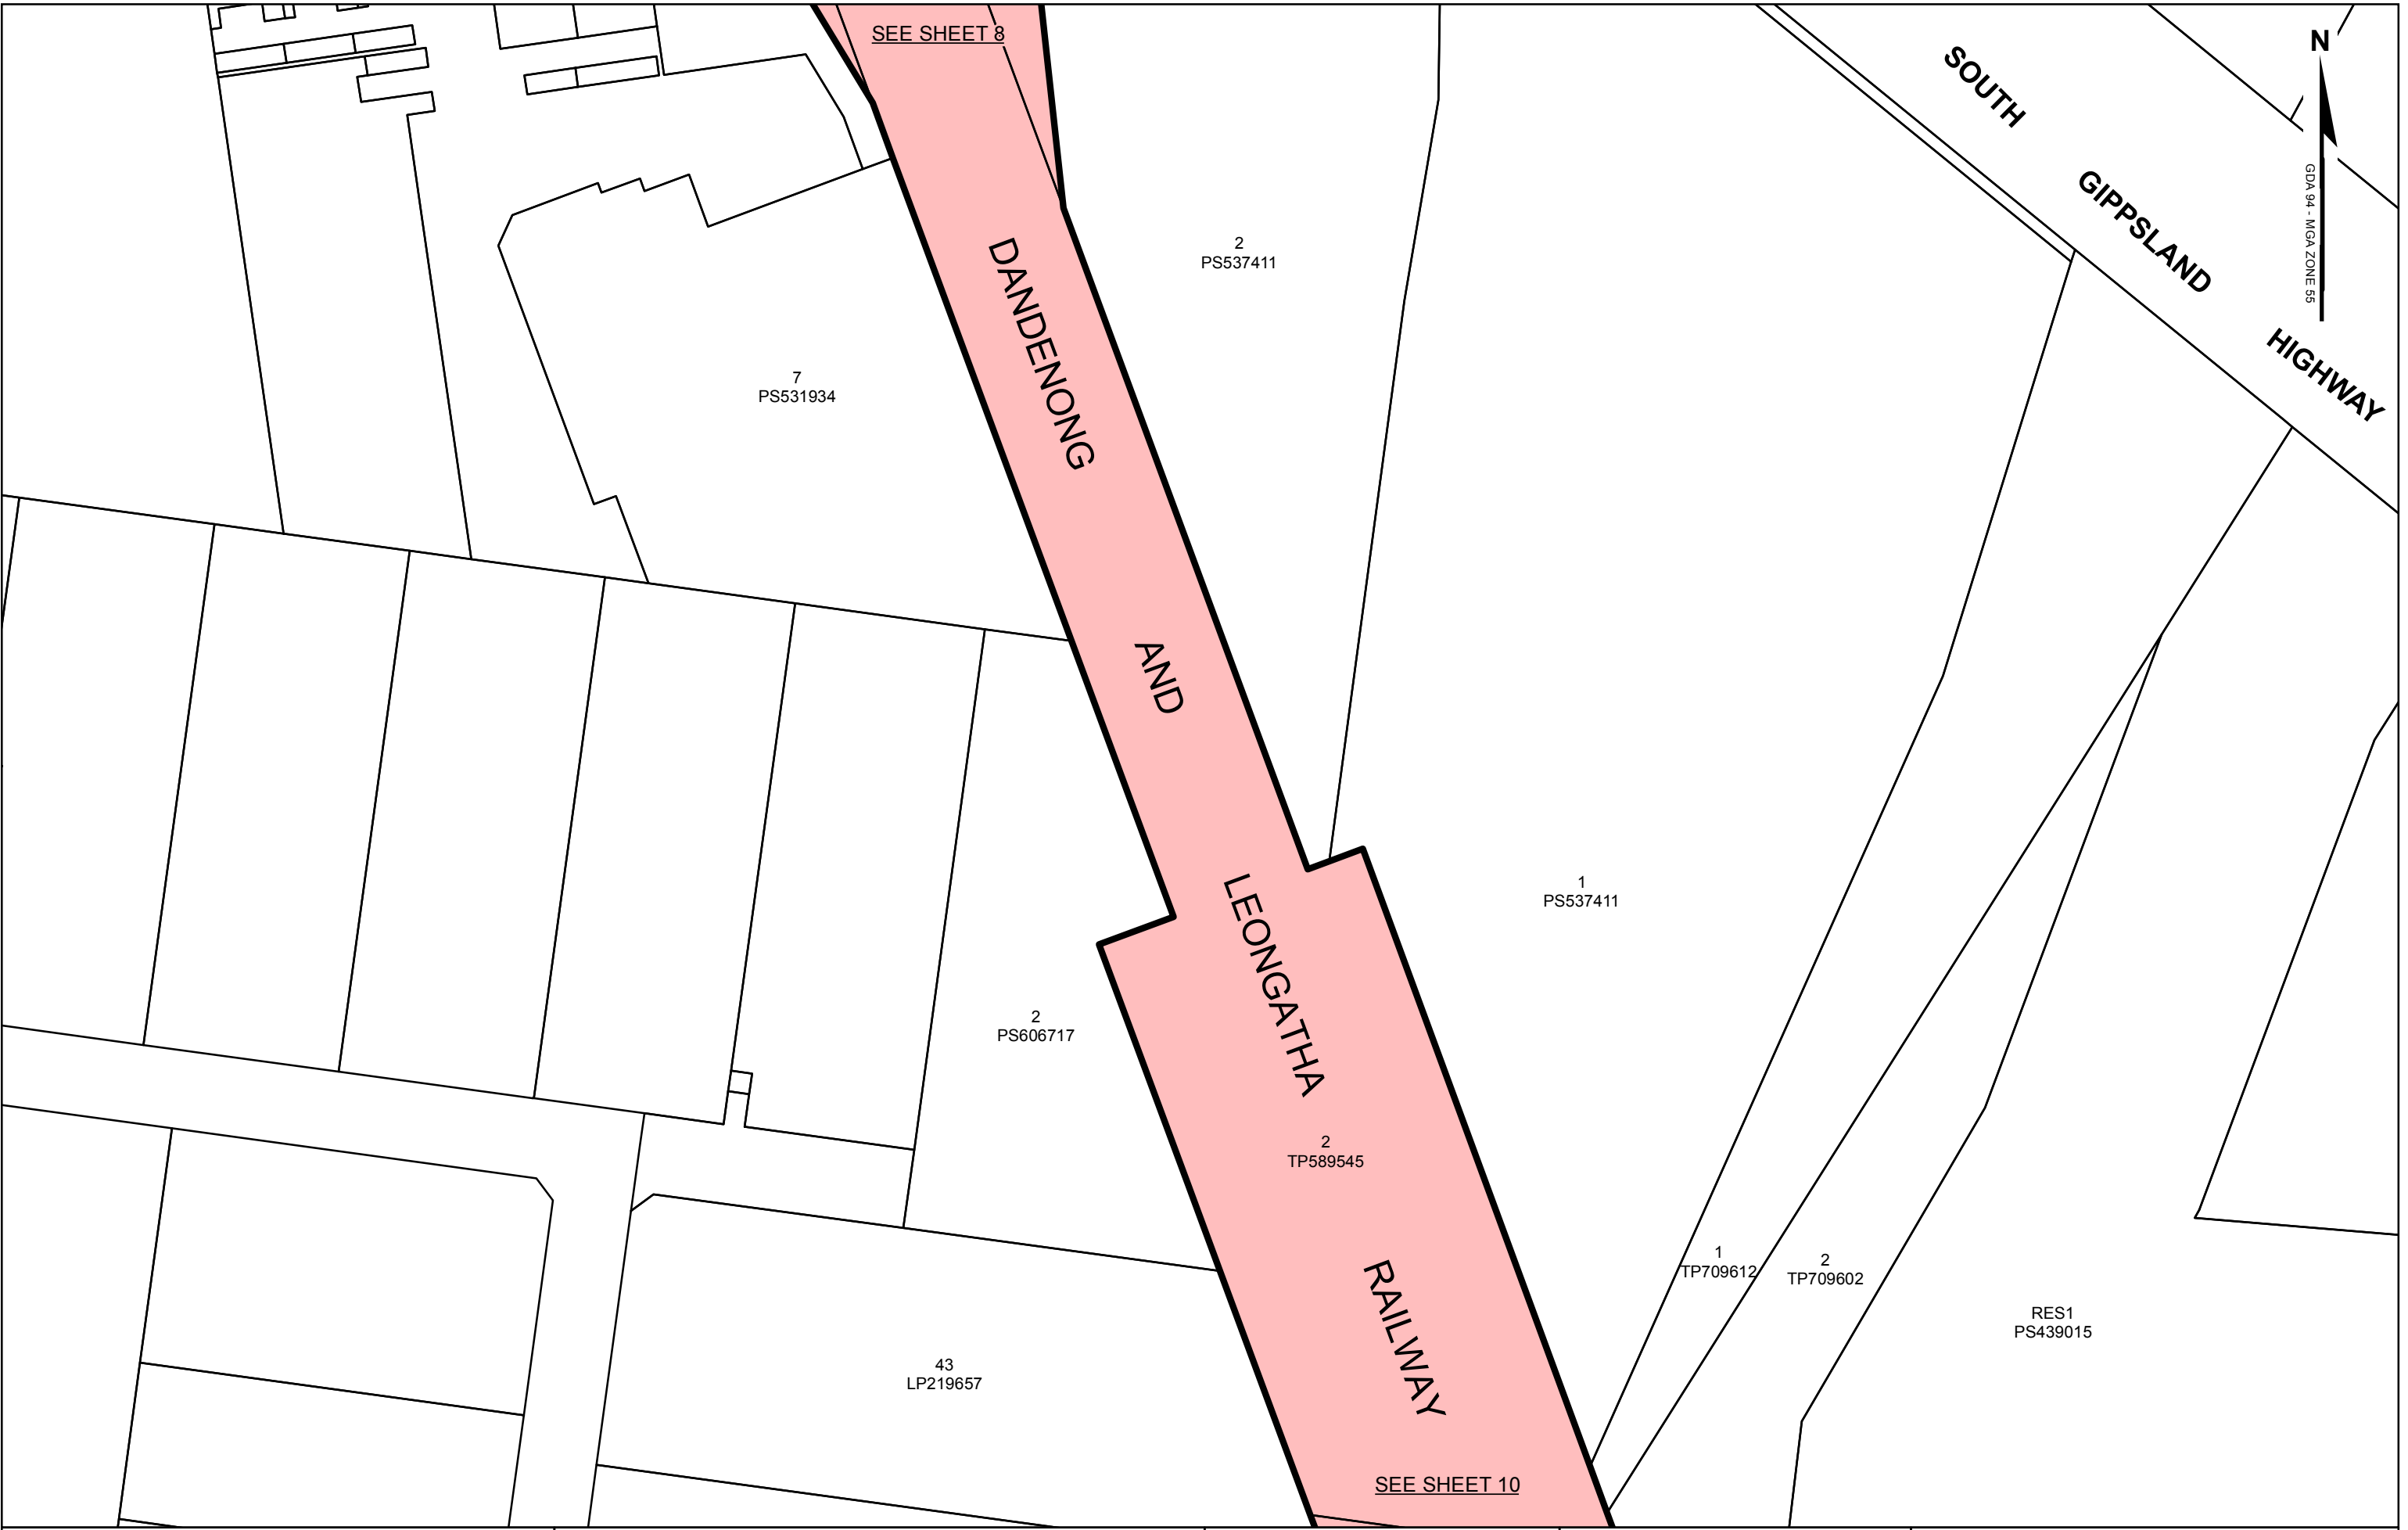 SEE SHEET 8
N
GDA 94 - MGA ZONE 55
SOUTH
GIPPSLAND
HIGHWAY
2
PS537411
7
PS531934
DANDENONG
AND
LEONGATHA
RAILWAY
1
PS537411
2
PS606717
2
TP589545
1
TP709612
2
TP709602
RES1
PS439015
43
LP219657
SEE SHEET 10